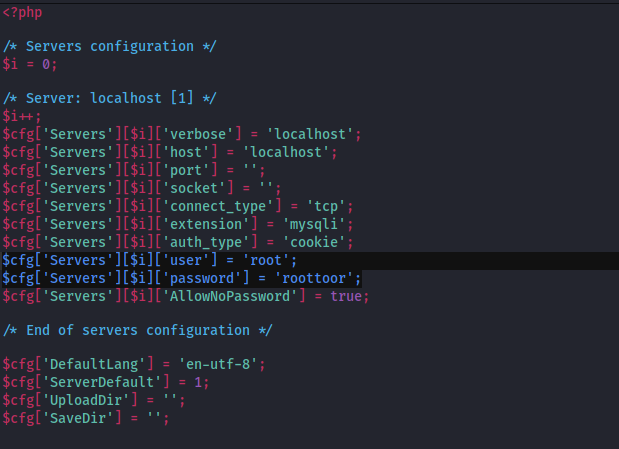 <?php
/* Servers configuration */
$i = 0;
/* Server: localhost [1] */
$i++;
$cfg['Servers'][$i]['verbose'] = 'localhost';
$cfg['Servers'][$i]['host'] = 'localhost';
$cfg['Servers'][$i]['port'] = '';
$cfg['Servers'][$i]['socket'] = '';
$cfg['Servers'][$i]['connect_type'] = 'tcp';
$cfg['Servers'][$i]['extension'] = 'mysqli';
$cfg['Servers'][$i]['auth_type'] = 'cookie';
$cfg['Servers'][$i]['user'] = 'root';
$cfg['Servers'][$i]['password'] = 'roottoor';
$cfg['Servers'][$i]['AllowNoPassword'] = true;
/* End of servers configuration */
$cfg['DefaultLang'] = 'en-utf-8';
$cfg['ServerDefault'] = 1;
$cfg['UploadDir'] = '';
$cfg['SaveDir'] = '';